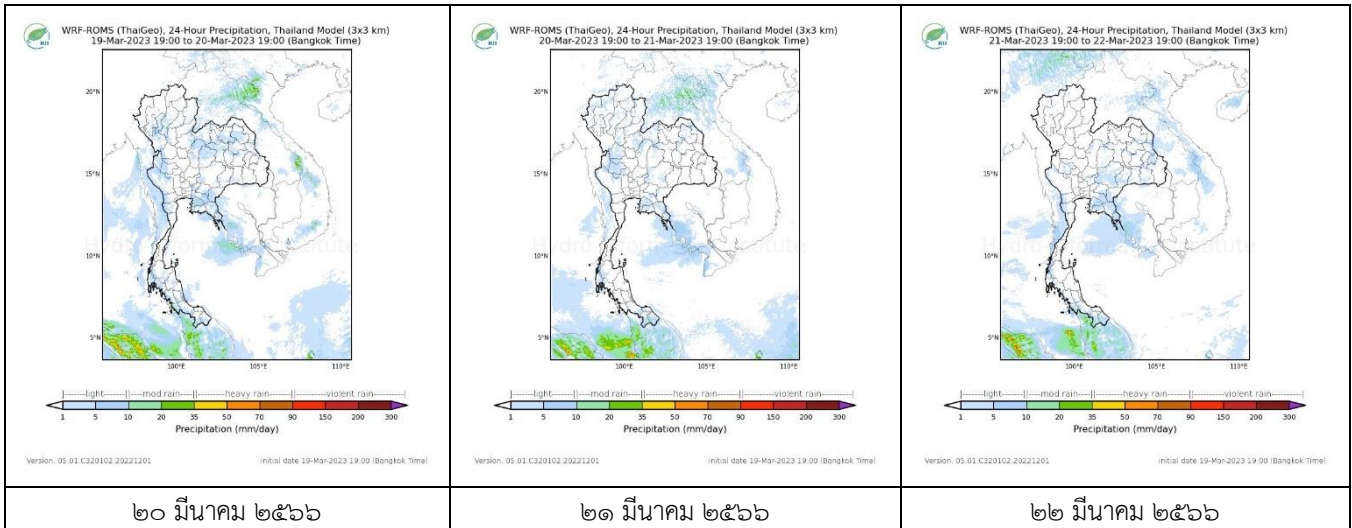 WRF-ROMS (ThaiGeo), 24-Hour Precipitation, Thailand Model (3x3 km)
19-Mar-2023 19:00 to 20-Mar-2023 19:00 (Bangkok Time)
HII
20°N
15°N
10°N
5°N
100°E 105°E 110°E
|------light------||---mod rain---||------heavy rain------||------violent rain------|
1 5 10 20 35 50 70 90 150 200 300
Precipitation (mm/day)
Version: 05.01.C320102.20221201 initial date 19-Mar-2023 19:00 (Bangkok Time)
๒๐ มีนาคม ๒๕๖๖
WRF-ROMS (ThaiGeo), 24-Hour Precipitation, Thailand Model (3x3 km)
20-Mar-2023 19:00 to 21-Mar-2023 19:00 (Bangkok Time)
HII
20°N
15°N
10°N
5°N
100°E 105°E 110°E
|------light------||---mod rain---||------heavy rain------||------violent rain------|
1 5 10 20 35 50 70 90 150 200 300
Precipitation (mm/day)
Version: 05.01.C320102.20221201 initial date 19-Mar-2023 19:00 (Bangkok Time)
๒๑ มีนาคม ๒๕๖๖
WRF-ROMS (ThaiGeo), 24-Hour Precipitation, Thailand Model (3x3 km)
21-Mar-2023 19:00 to 22-Mar-2023 19:00 (Bangkok Time)
HII
20°N
15°N
10°N
5°N
100°E 105°E 110°E
|------light------||---mod rain---||------heavy rain------||------violent rain------|
1 5 10 20 35 50 70 90 150 200 300
Precipitation (mm/day)
Version: 05.01.C320102.20221201 initial date 19-Mar-2023 19:00 (Bangkok Time)
๒๒ มีนาคม ๒๕๖๖